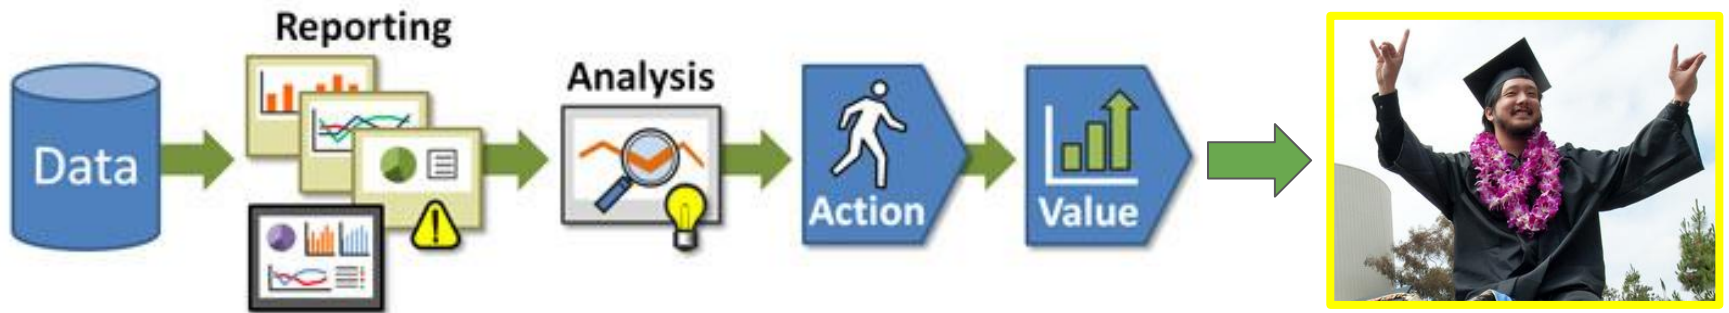 Reporting
Analysis
Data
Action
Value